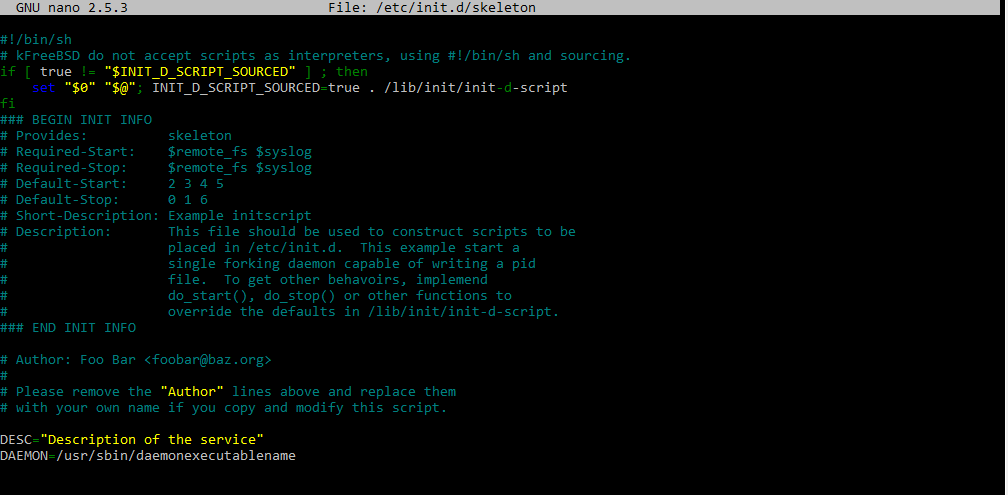 GNU nano 2.5.3 File: /etc/init.d/skeleton
#!/bin/sh
# kFreeBSD do not accept scripts as interpreters, using #!/bin/sh and sourcing.
if [ true != "$INIT_D_SCRIPT_SOURCED" ] ; then
    set "$0" "$@"; INIT_D_SCRIPT_SOURCED=true . /lib/init/init-d-script
fi
### BEGIN INIT INFO
# Provides:          skeleton
# Required-Start:    $remote_fs $syslog
# Required-Stop:     $remote_fs $syslog
# Default-Start:     2 3 4 5
# Default-Stop:      0 1 6
# Short-Description: Example initscript
# Description:       This file should be used to construct scripts to be
#                    placed in /etc/init.d.  This example start a
#                    single forking daemon capable of writing a pid
#                    file.  To get other behavoirs, implemend
#                    do_start(), do_stop() or other functions to
#                    override the defaults in /lib/init/init-d-script.
### END INIT INFO
# Author: Foo Bar <foobar@baz.org>
#
# Please remove the "Author" lines above and replace them
# with your own name if you copy and modify this script.
DESC="Description of the service"
DAEMON=/usr/sbin/daemonexecutablename